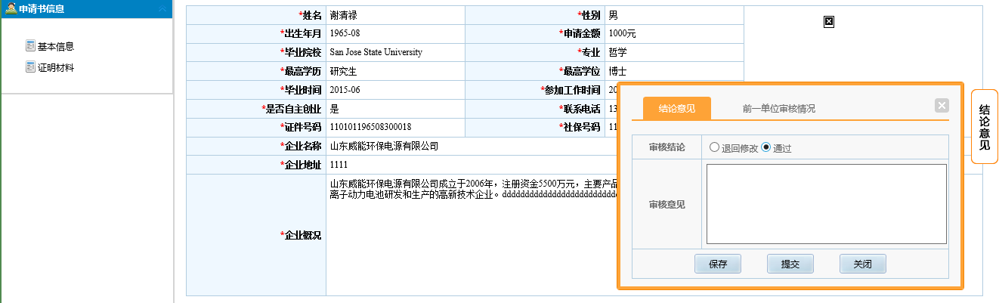 申请书信息
基本信息
证明材料
*姓名 谢清禄 *性别 男
*出生年月 1965-08 *申请金额 1000元
*毕业院校 San Jose State University *专业 哲学
*最高学历 研究生 *最高学位 博士
*毕业时间 2015-06 *参加工作时间 20
*是否自主创业 是 *联系电话 13
*证件号码 110101196508300018 *社保号码 11
*企业名称 山东威能环保电源有限公司
*企业地址 1111
*企业概况
山东威能环保电源有限公司成立于2006年，注册资金5500万元，主要产品
离子动力电池研发和生产的高新技术企业。
结论意见 前一单位审核情况
审核结论 退回修改 通过
审核意见
保存 提交 关闭
结论意见